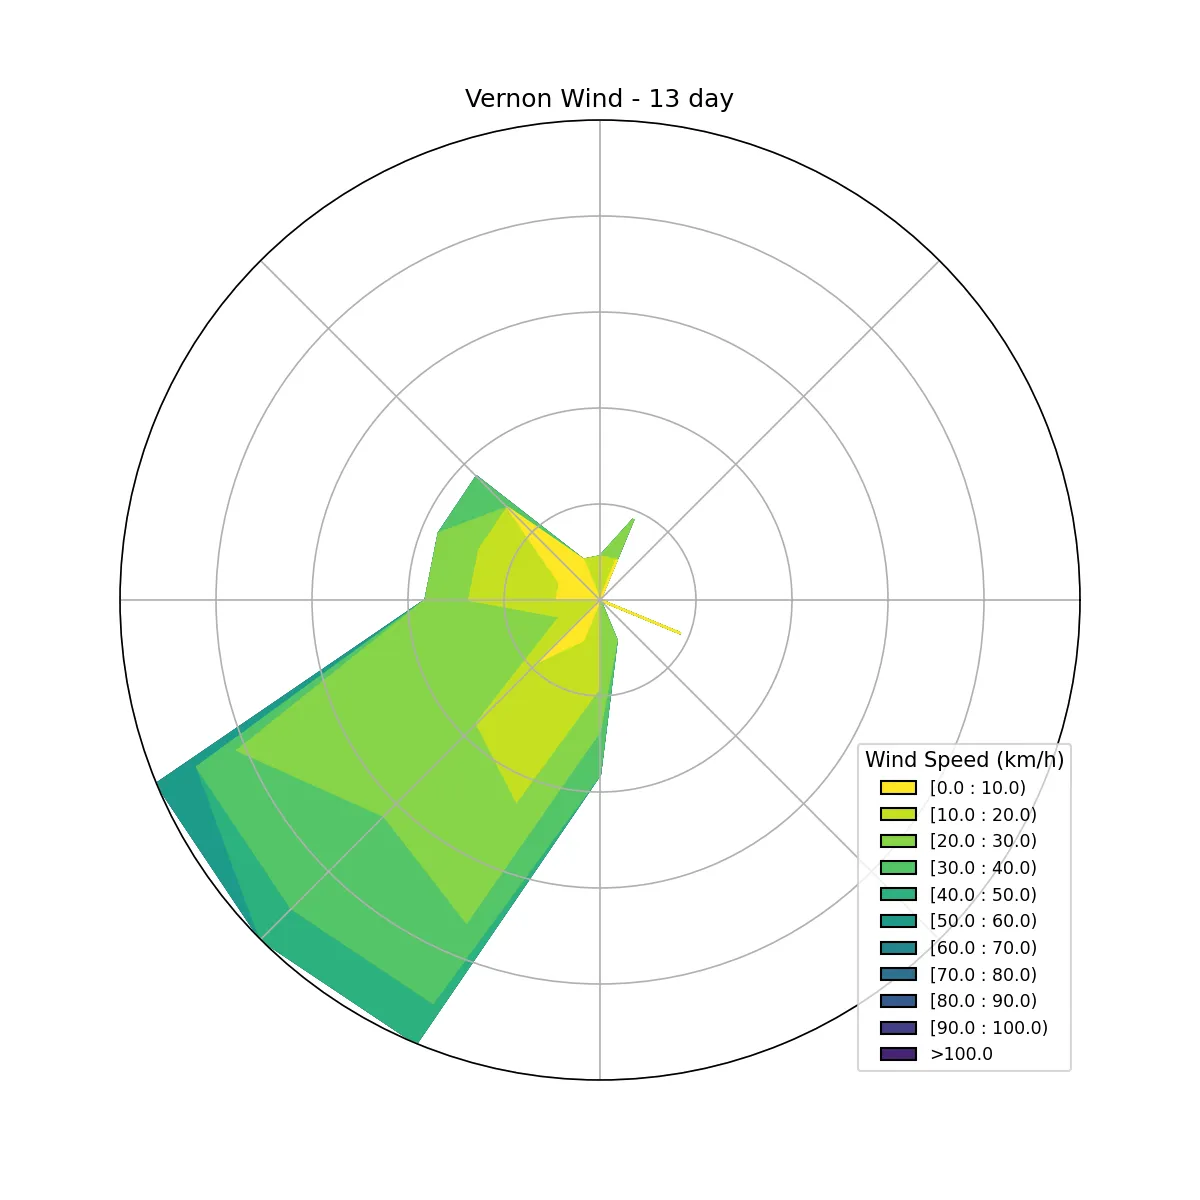 Vernon Wind - 13 day
Wind Speed (km/h)
[0.0 : 10.0)
[10.0 : 20.0)
[20.0 : 30.0)
[30.0 : 40.0)
[40.0 : 50.0)
[50.0 : 60.0)
[60.0 : 70.0)
[70.0 : 80.0)
[80.0 : 90.0)
[90.0 : 100.0)
>100.0